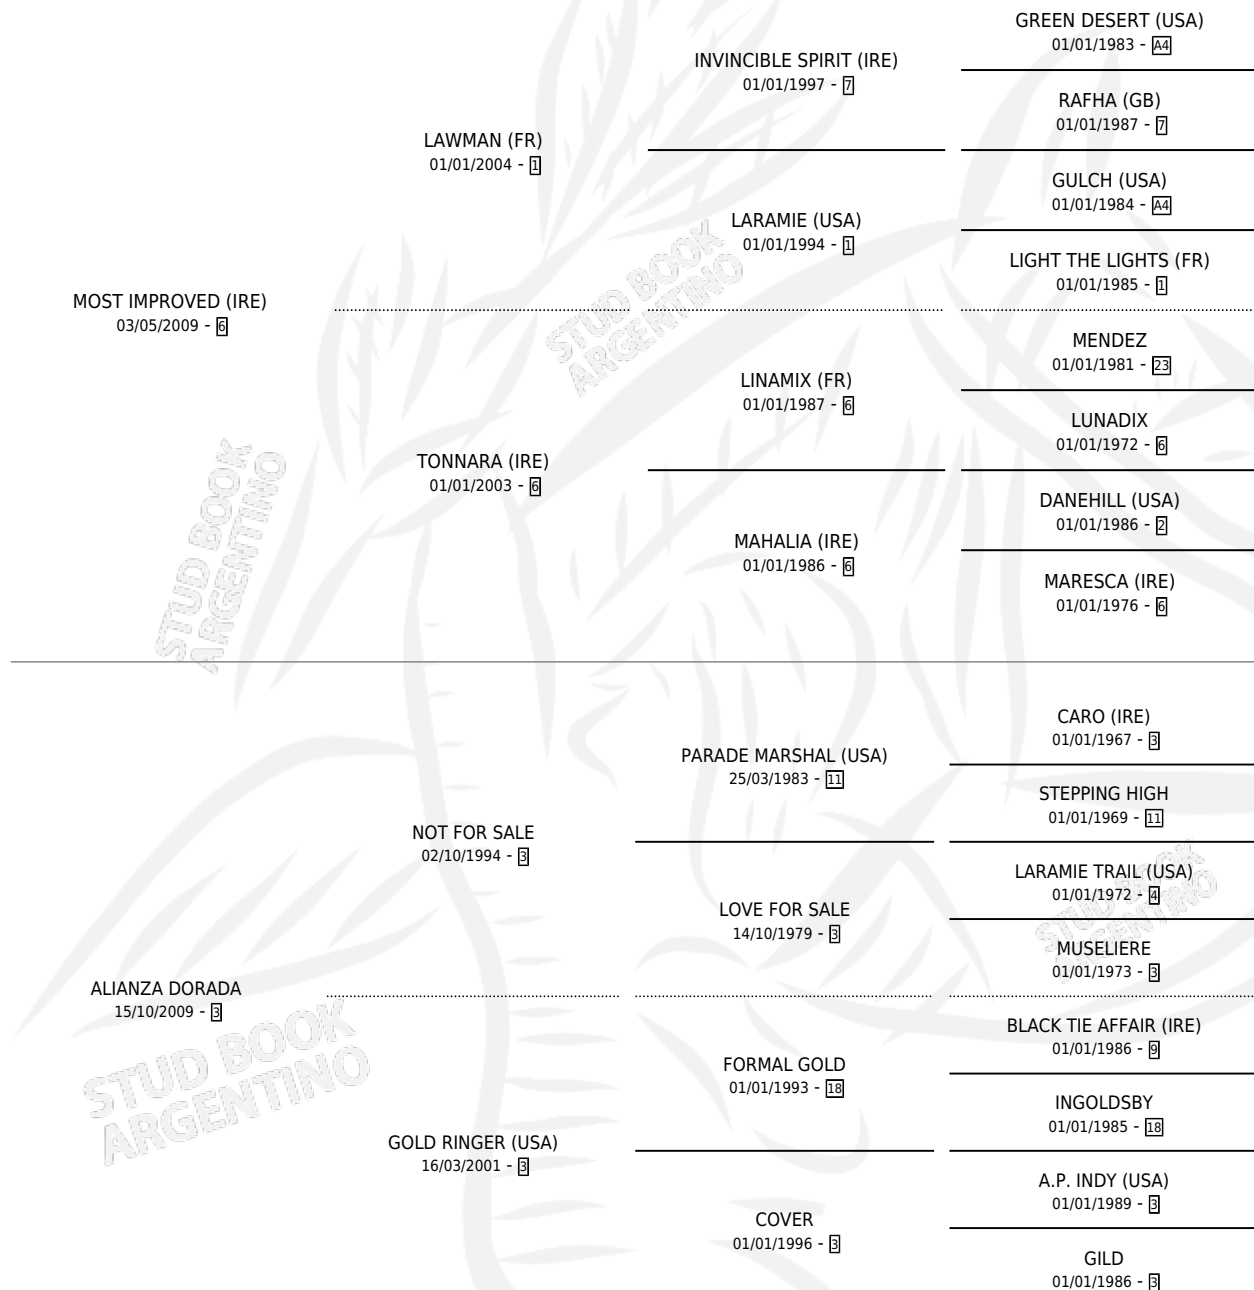 GREEN DESERT (USA)
01/01/1983 - A4
INVINCIBLE SPIRIT (IRE)
01/01/1997 - 7
RAFHA (GB)
01/01/1987 - 7
LAWMAN (FR)
01/01/2004 - 1
GULCH (USA)
01/01/1984 - A4
LARAMIE (USA)
01/01/1994 - 1
LIGHT THE LIGHTS (FR)
01/01/1985 - 1
MOST IMPROVED (IRE)
03/05/2009 - 6
MENDEZ
01/01/1981 - 23
LINAMIX (FR)
01/01/1987 - 6
LUNADIX
01/01/1972 - 6
TONNARA (IRE)
01/01/2003 - 6
DANEHILL (USA)
01/01/1986 - 2
MAHALIA (IRE)
01/01/1986 - 6
MARESCA (IRE)
01/01/1976 - 6
CARO (IRE)
01/01/1967 - 3
PARADE MARSHAL (USA)
25/03/1983 - 11
STEPPING HIGH
01/01/1969 - 11
NOT FOR SALE
02/10/1994 - 3
LARAMIE TRAIL (USA)
01/01/1972 - 4
LOVE FOR SALE
14/10/1979 - 3
MUSELIERE
01/01/1973 - 3
ALIANZA DORADA
15/10/2009 - 3
BLACK TIE AFFAIR (IRE)
01/01/1986 - 9
FORMAL GOLD
01/01/1993 - 18
INGOLDSBY
01/01/1985 - 18
GOLD RINGER (USA)
16/03/2001 - 3
A.P. INDY (USA)
01/01/1989 - 3
COVER
01/01/1996 - 3
GILD
01/01/1986 - 3
STUD BOOK
ARGENTINO
STUD BOOK
ARGENTINO
STUD BOOK
ARGENTINO
STUD BOOK
ARGENTINO